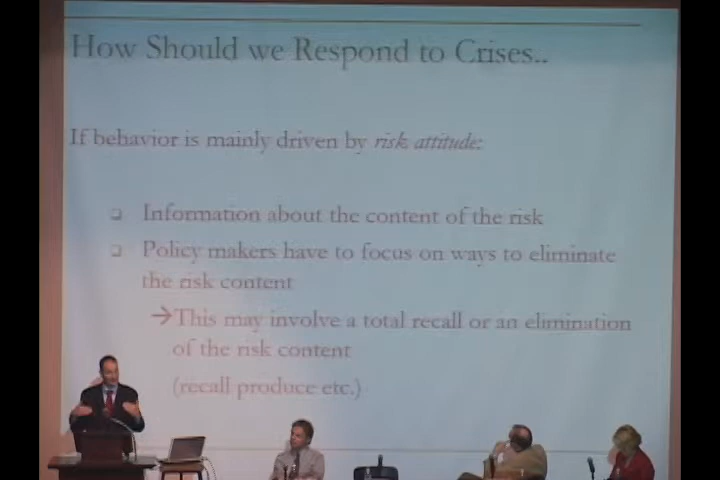 How Should we Respond to Crises..
If behavior is mainly driven by risk attitude:
Information about the content of the risk
Policy makers have to focus on ways to eliminate
the risk content
→This may involve a total recall or an elimination
of the risk content
(recall produce etc.)